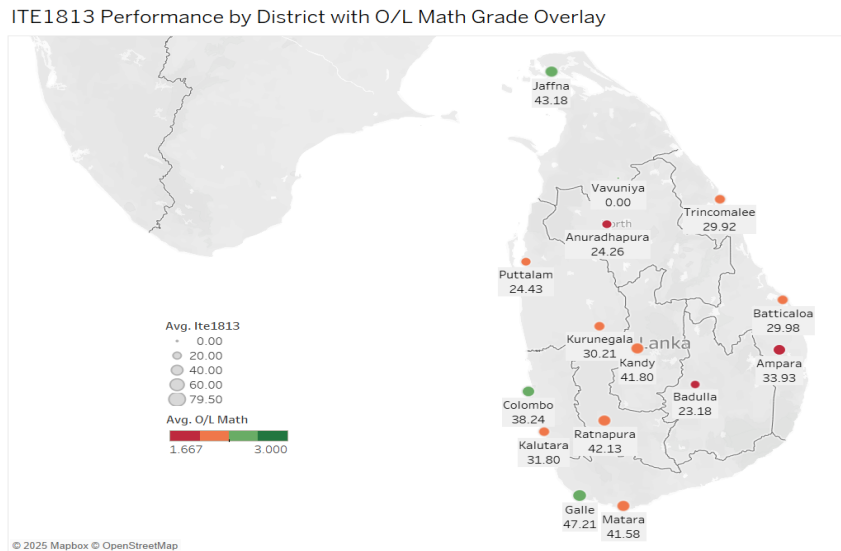 ITE1813 Performance by District with O/L Math Grade Overlay
Jaffna
43.18
Vavuniya
0.00
Trincomalee
29.92
orth
Anuradhapura
24.26
Puttalam
24.43
Batticaloa
29.98
Kurunegala
30.21
Lanka
Kandy
41.80
Ampara
33.93
Badulla
23.18
Colombo
38.24
Ratnapura
42.13
Kalutara
31.80
Galle
47.21
Matara
41.58
Avg. Ite1813
0.00
20.00
40.00
60.00
79.50
Avg. O/L Math
1.667 3.000
© 2025 Mapbox © OpenStreetMap